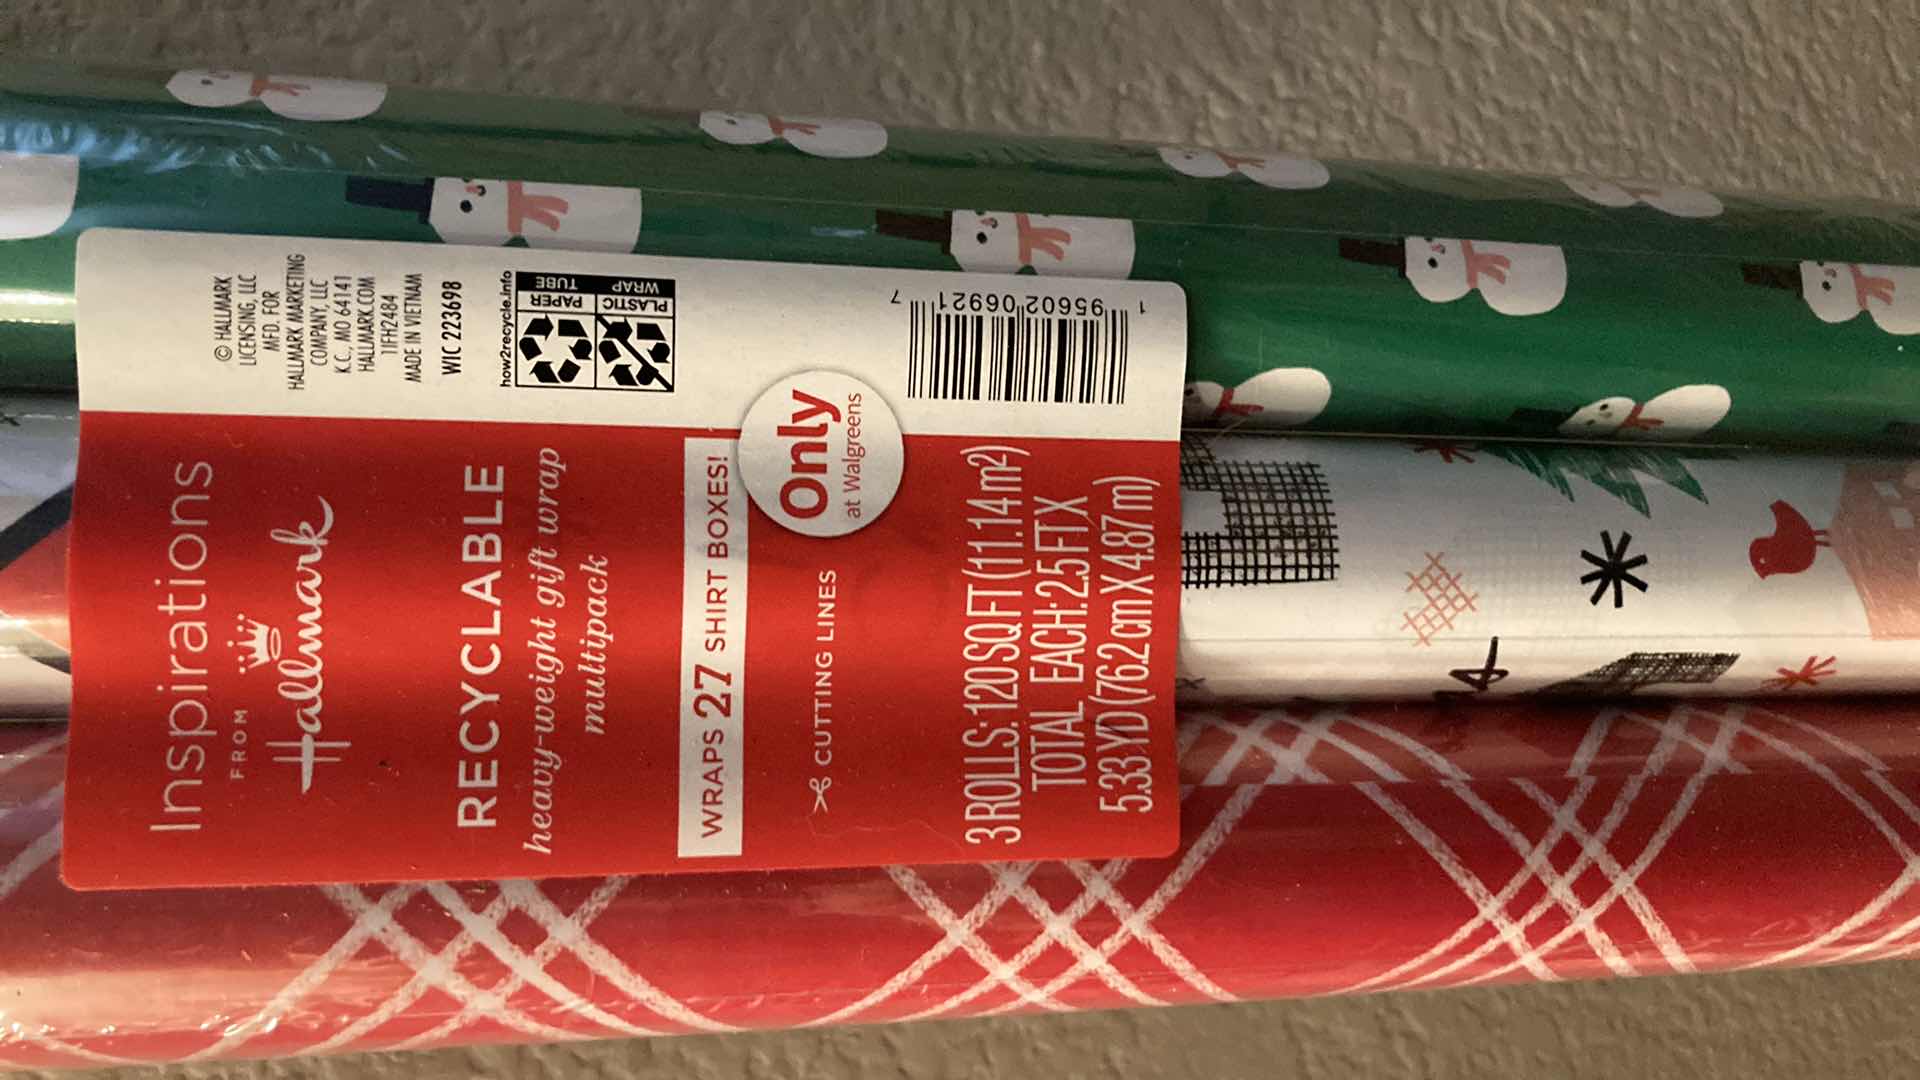 Inspirations
FROM
Hallmark
RECYCLABLE
heavy-weight gift wrap
multipack
WRAPS 27 SHIRT BOXES!
CUTTING LINES
Only
at Walgreens
3 ROLLS: 120 SQ FT (11.14 m²)
TOTAL EACH: 2.5 FT X
5.33 YD (76.2 cm X 4.87 m)
© HALLMARK
LICENSING, LLC
MFD. FOR
HALLMARK MARKETING
COMPANY, LLC
K.C., MO 64141
HALLMARK.COM
1IFH2484
MADE IN VIETNAM
WIC 223698
how2recycle.info
PAPER
TUBE
PLASTIC
WRAP
1 95602 06921 7